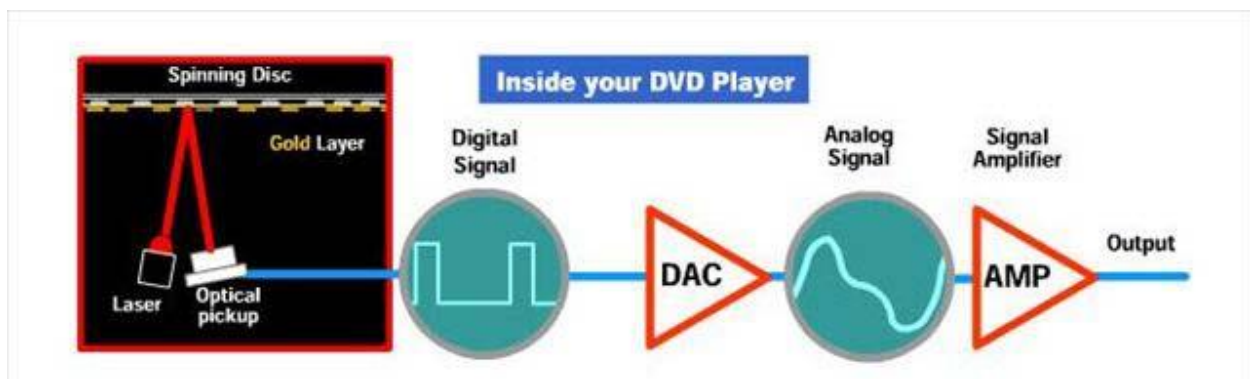 Spinning Disc
Gold Layer
Laser
Optical
pickup
Inside your DVD Player
Digital
Signal
DAC
Analog
Signal
Signal
Amplifier
AMP
Output